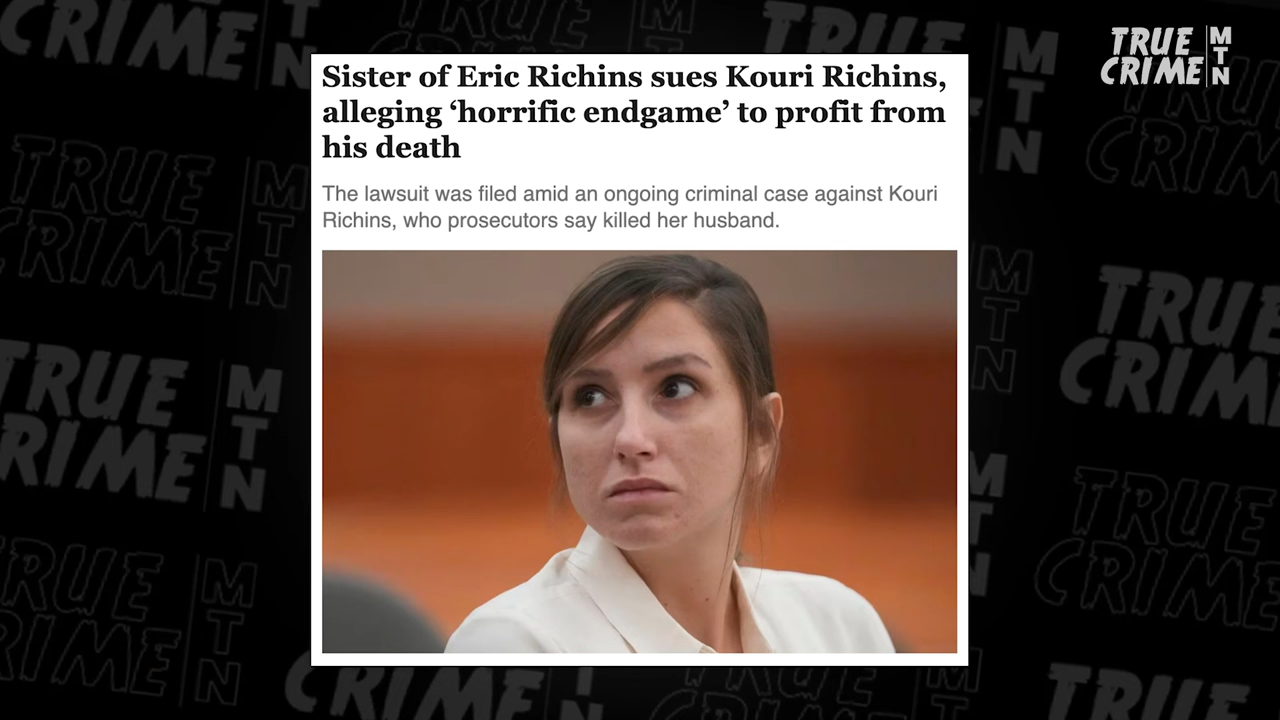 Sister of Eric Richins sues Kouri Richins,
alleging ‘horrific endgame’ to profit from
his death
The lawsuit was filed amid an ongoing criminal case against Kouri
Richins, who prosecutors say killed her husband.
TRUE
CRIME
MTN